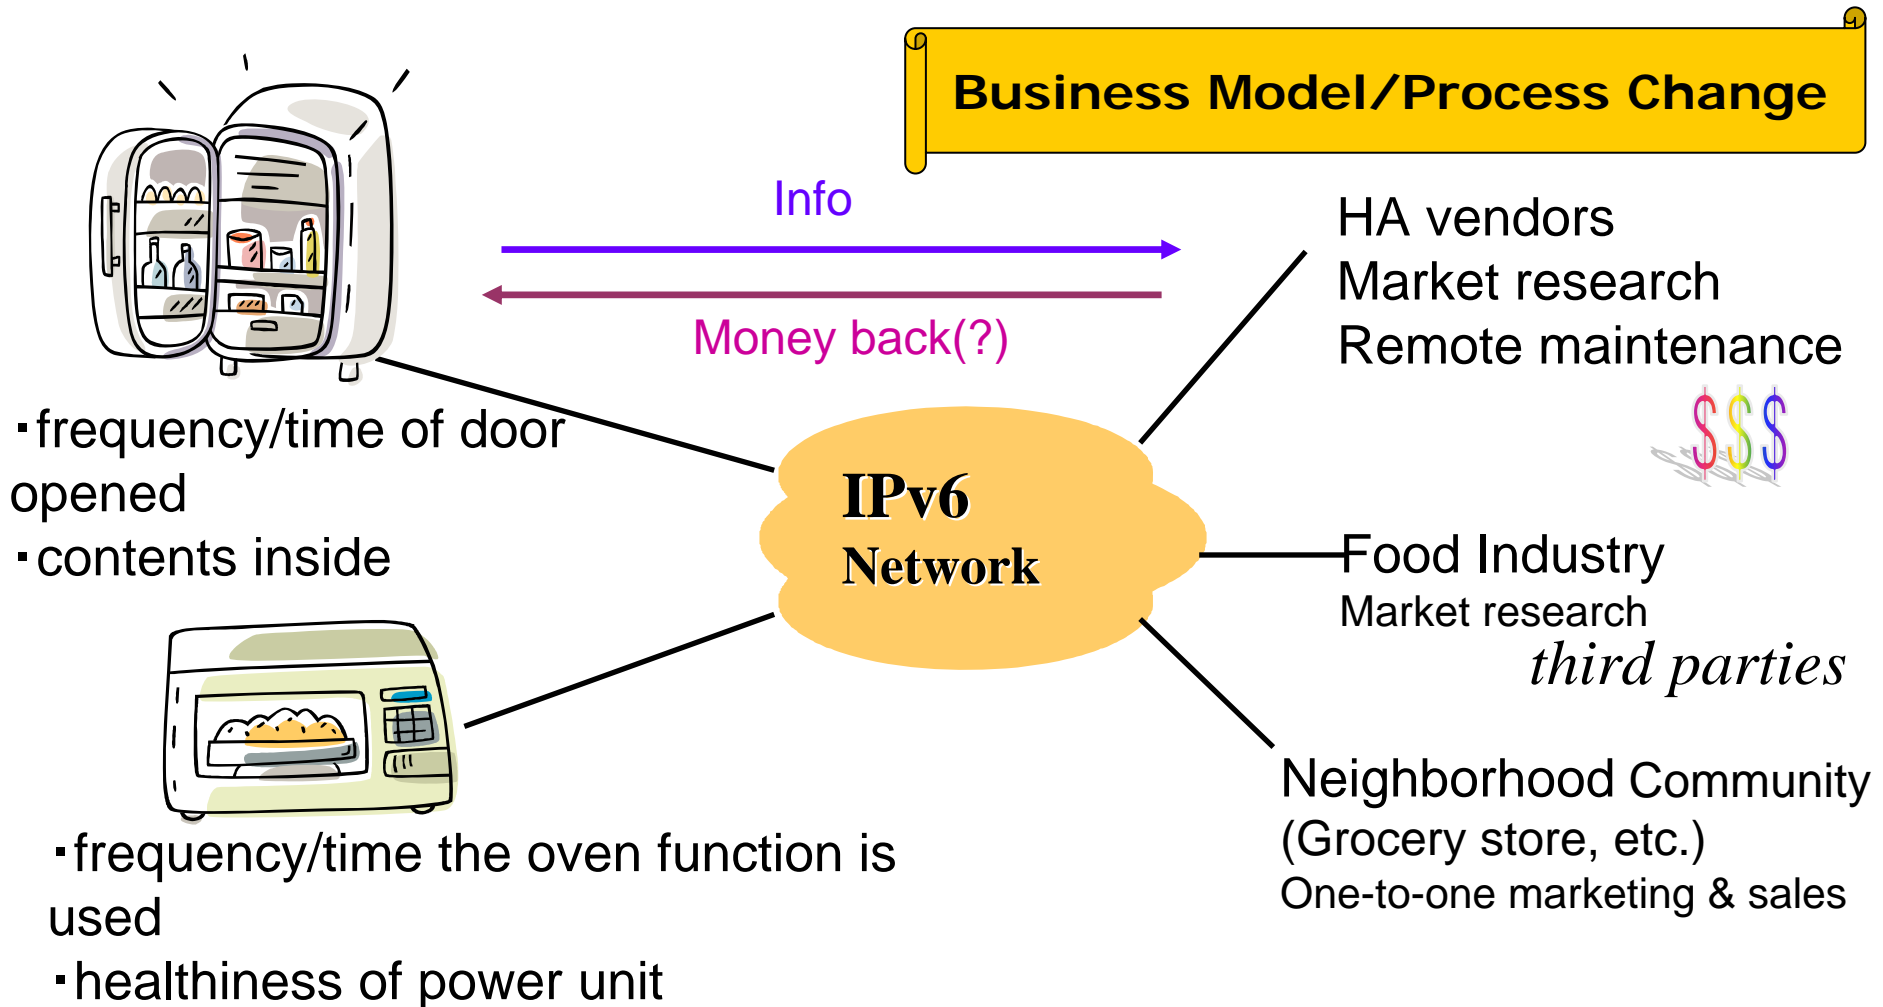 Business Model/Process Change
Info
Money back(?)
HA vendors
Market research
Remote maintenance
$$$
・frequency/time of door
opened
・contents inside
IPv6
Network
Food Industry
Market research
third parties
Neighborhood Community
(Grocery store, etc.)
One-to-one marketing & sales
・frequency/time the oven function is
used
・healthiness of power unit